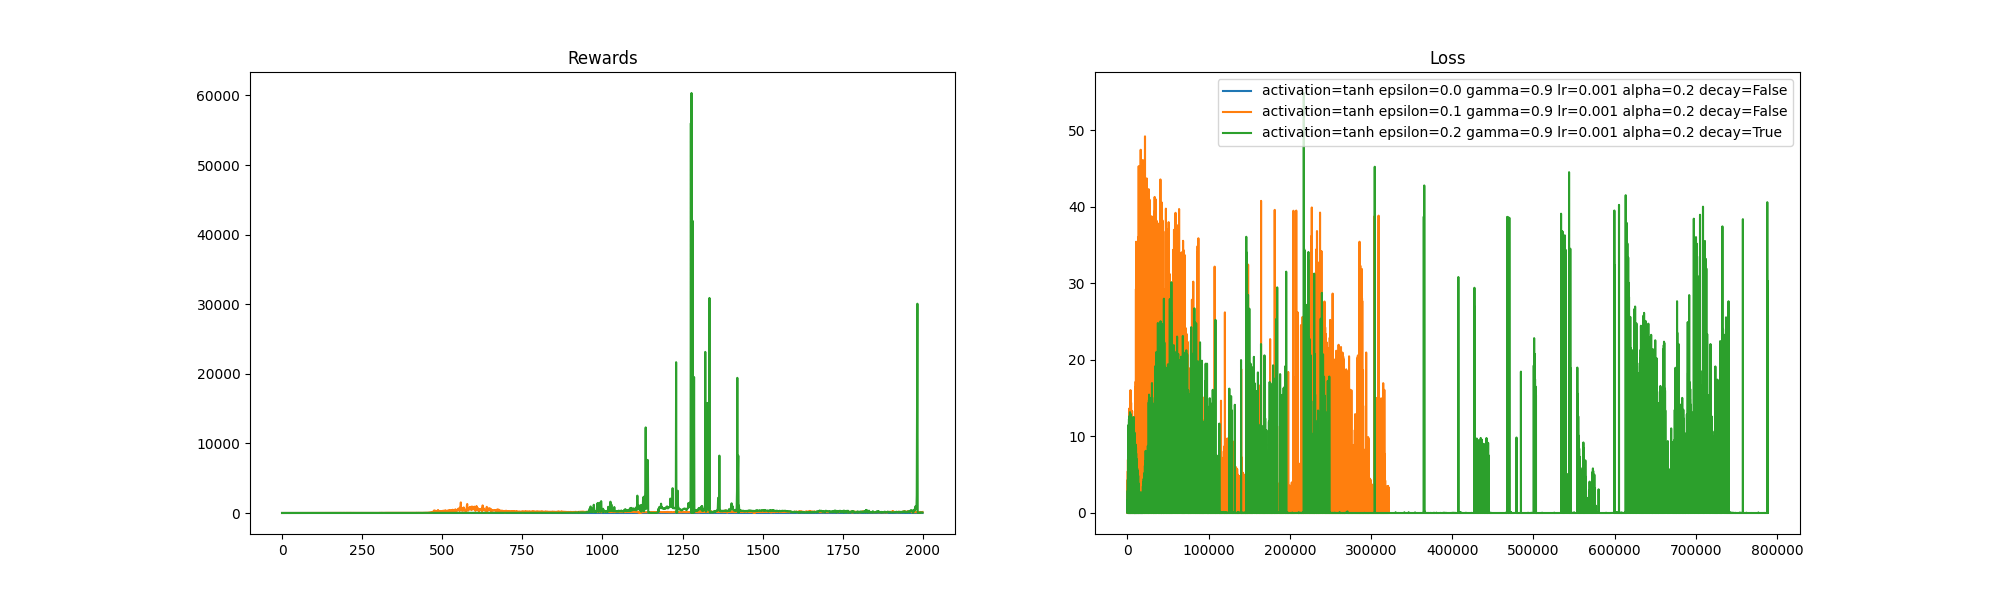 Rewards
60000
50000
40000
30000
20000
10000
0
0 250 500 750 1000 1250 1500 1750 2000
Loss
activation=tanh epsilon=0.0 gamma=0.9 lr=0.001 alpha=0.2 decay=False
activation=tanh epsilon=0.1 gamma=0.9 lr=0.001 alpha=0.2 decay=False
activation=tanh epsilon=0.2 gamma=0.9 lr=0.001 alpha=0.2 decay=True
50
40
30
20
10
0
0 100000 200000 300000 400000 500000 600000 700000 800000